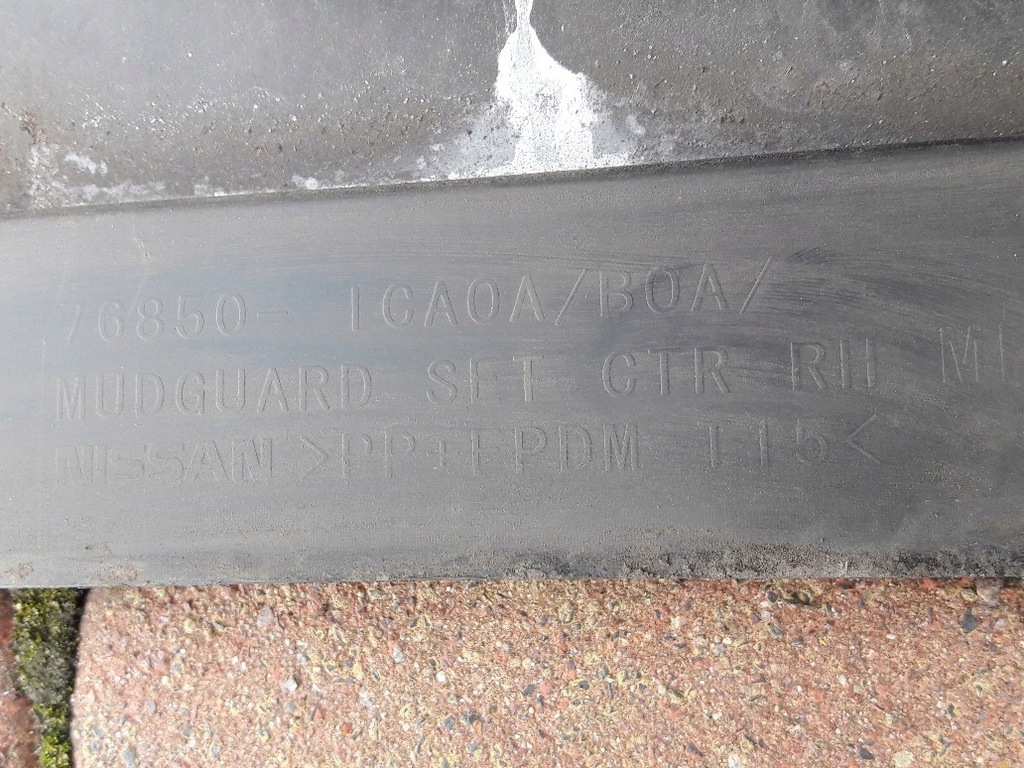 76850- 1CA0A/B0A/
MUDGUARD SET CTR RH
NISSAN >PP+EPDM T15<